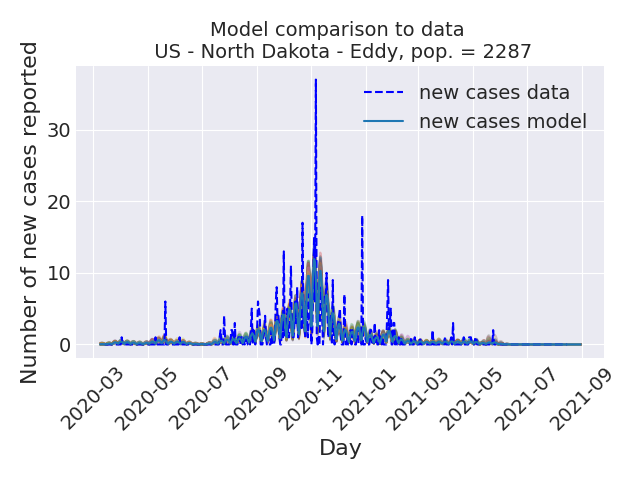 Model comparison to data
US - North Dakota - Eddy, pop. = 2287
Number of new cases reported
30
20
10
0
new cases data
new cases model
2020-03
2020-05
2020-07
2020-09
2020-11
2021-01
2021-03
2021-05
2021-07
2021-09
Day